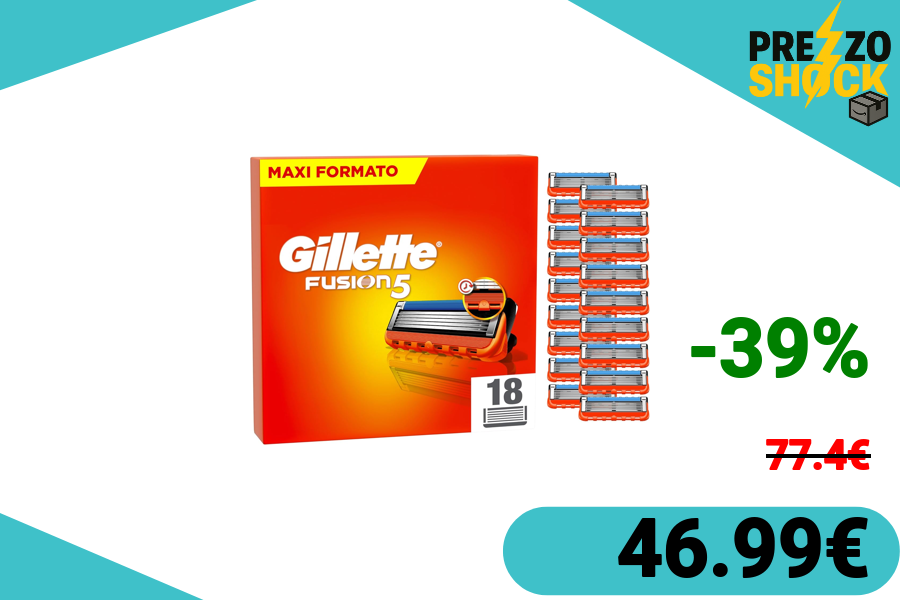 PREZZO
SHOCK
MAXI FORMATO
Gillette®
FUSION5
18
-39%
77.4€
46.99€